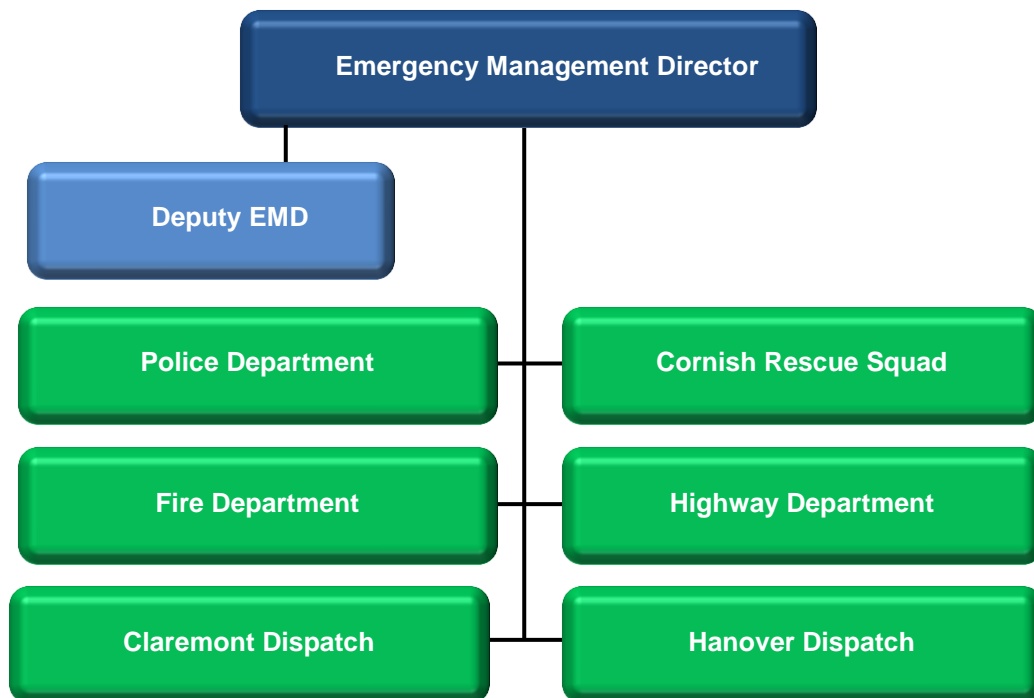 Emergency Management Director
Deputy EMD
Police Department
Cornish Rescue Squad
Fire Department
Highway Department
Claremont Dispatch
Hanover Dispatch